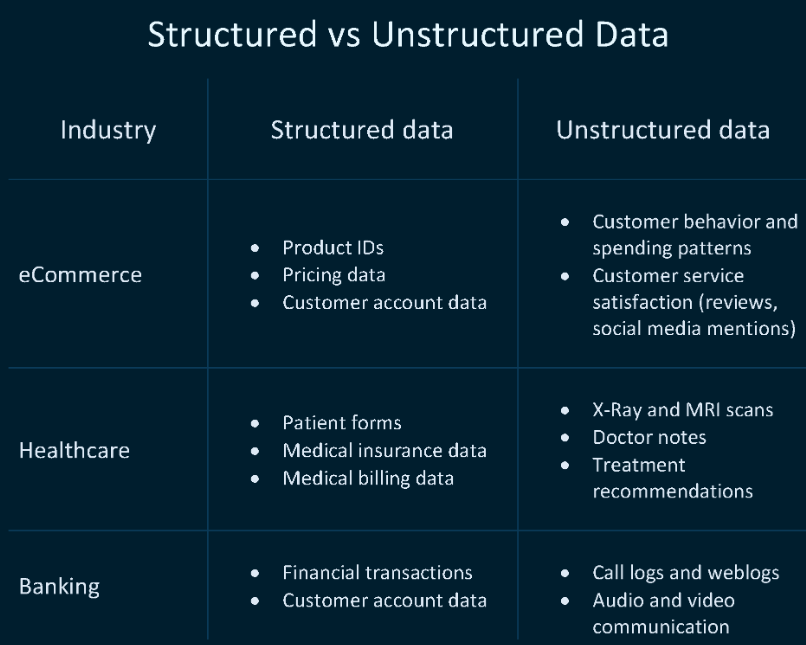 Structured vs Unstructured Data
Industry
Structured data
Unstructured data
eCommerce
• Product IDs
• Pricing data
• Customer account data
• Customer behavior and
spending patterns
• Customer service
satisfaction (reviews,
social media mentions)
Healthcare
• Patient forms
• Medical insurance data
• Medical billing data
• X-Ray and MRI scans
• Doctor notes
• Treatment
recommendations
Banking
• Financial transactions
• Customer account data
• Call logs and weblogs
• Audio and video
communication